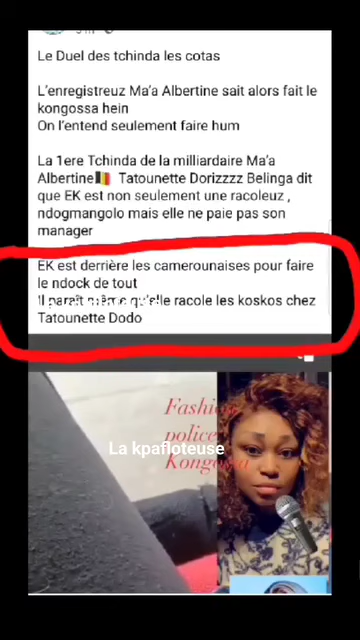 Le Duel des tchinda les cotas
L'enregistreuz Ma'a Albertine sait alors fait le
kongossa hein
On l'entend seulement faire hum
La 1ere Tchinda de la milliardaire Ma'a
Albertine🇧🇪 Tatounette Dorizzzz Belinga dit
que EK est non seulement une racoleuz ,
ndogmangolo mais elle ne paie pas son
manager
EK est derrière les camerounaises pour faire
le ndock de tout
Il paraît même qu'elle racole les koskos chez
Tatounette Dodo
Fashion
police
Kongossa
La kpafloteuse